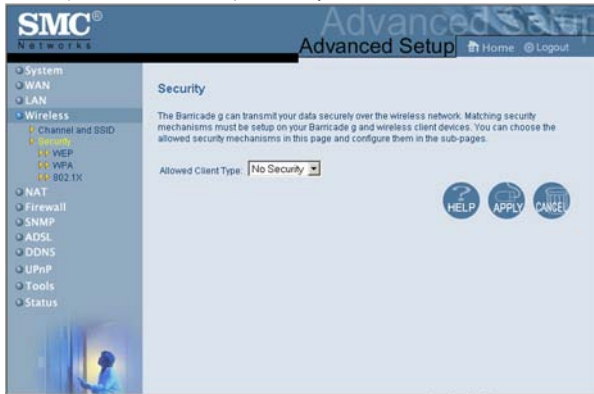 SMC®
Networks
Advanced Setup
Advanced Setup
Home
Logout
System
WAN
LAN
Wireless
Channel and SSID
Security
WEP
WPA
802.1X
NAT
Firewall
SNMP
ADSL
DDNS
UPnP
Tools
Status
Security
The Barricade g can transmit your data securely over the wireless network. Matching security
mechanisms must be setup on your Barricade g and wireless client devices. You can choose the
allowed security mechanisms in this page and configure them in the sub-pages.
Allowed Client Type: No Security
HELP
APPLY
CANCEL